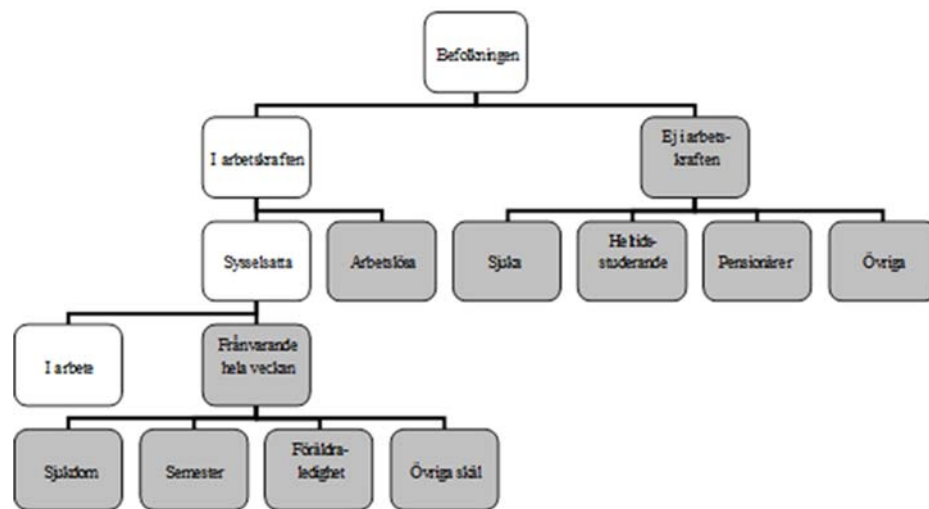 Befolkningen
I arbetskraften
Ej i arbets-
kraften
Sysselsatta
Arbetslösa
Sjuka
Heltids-
studerande
Pensionärer
Övriga
I arbete
Frånvarande
hela veckan
Sjukdom
Semester
Föräldra-
ledighet
Övriga skäl